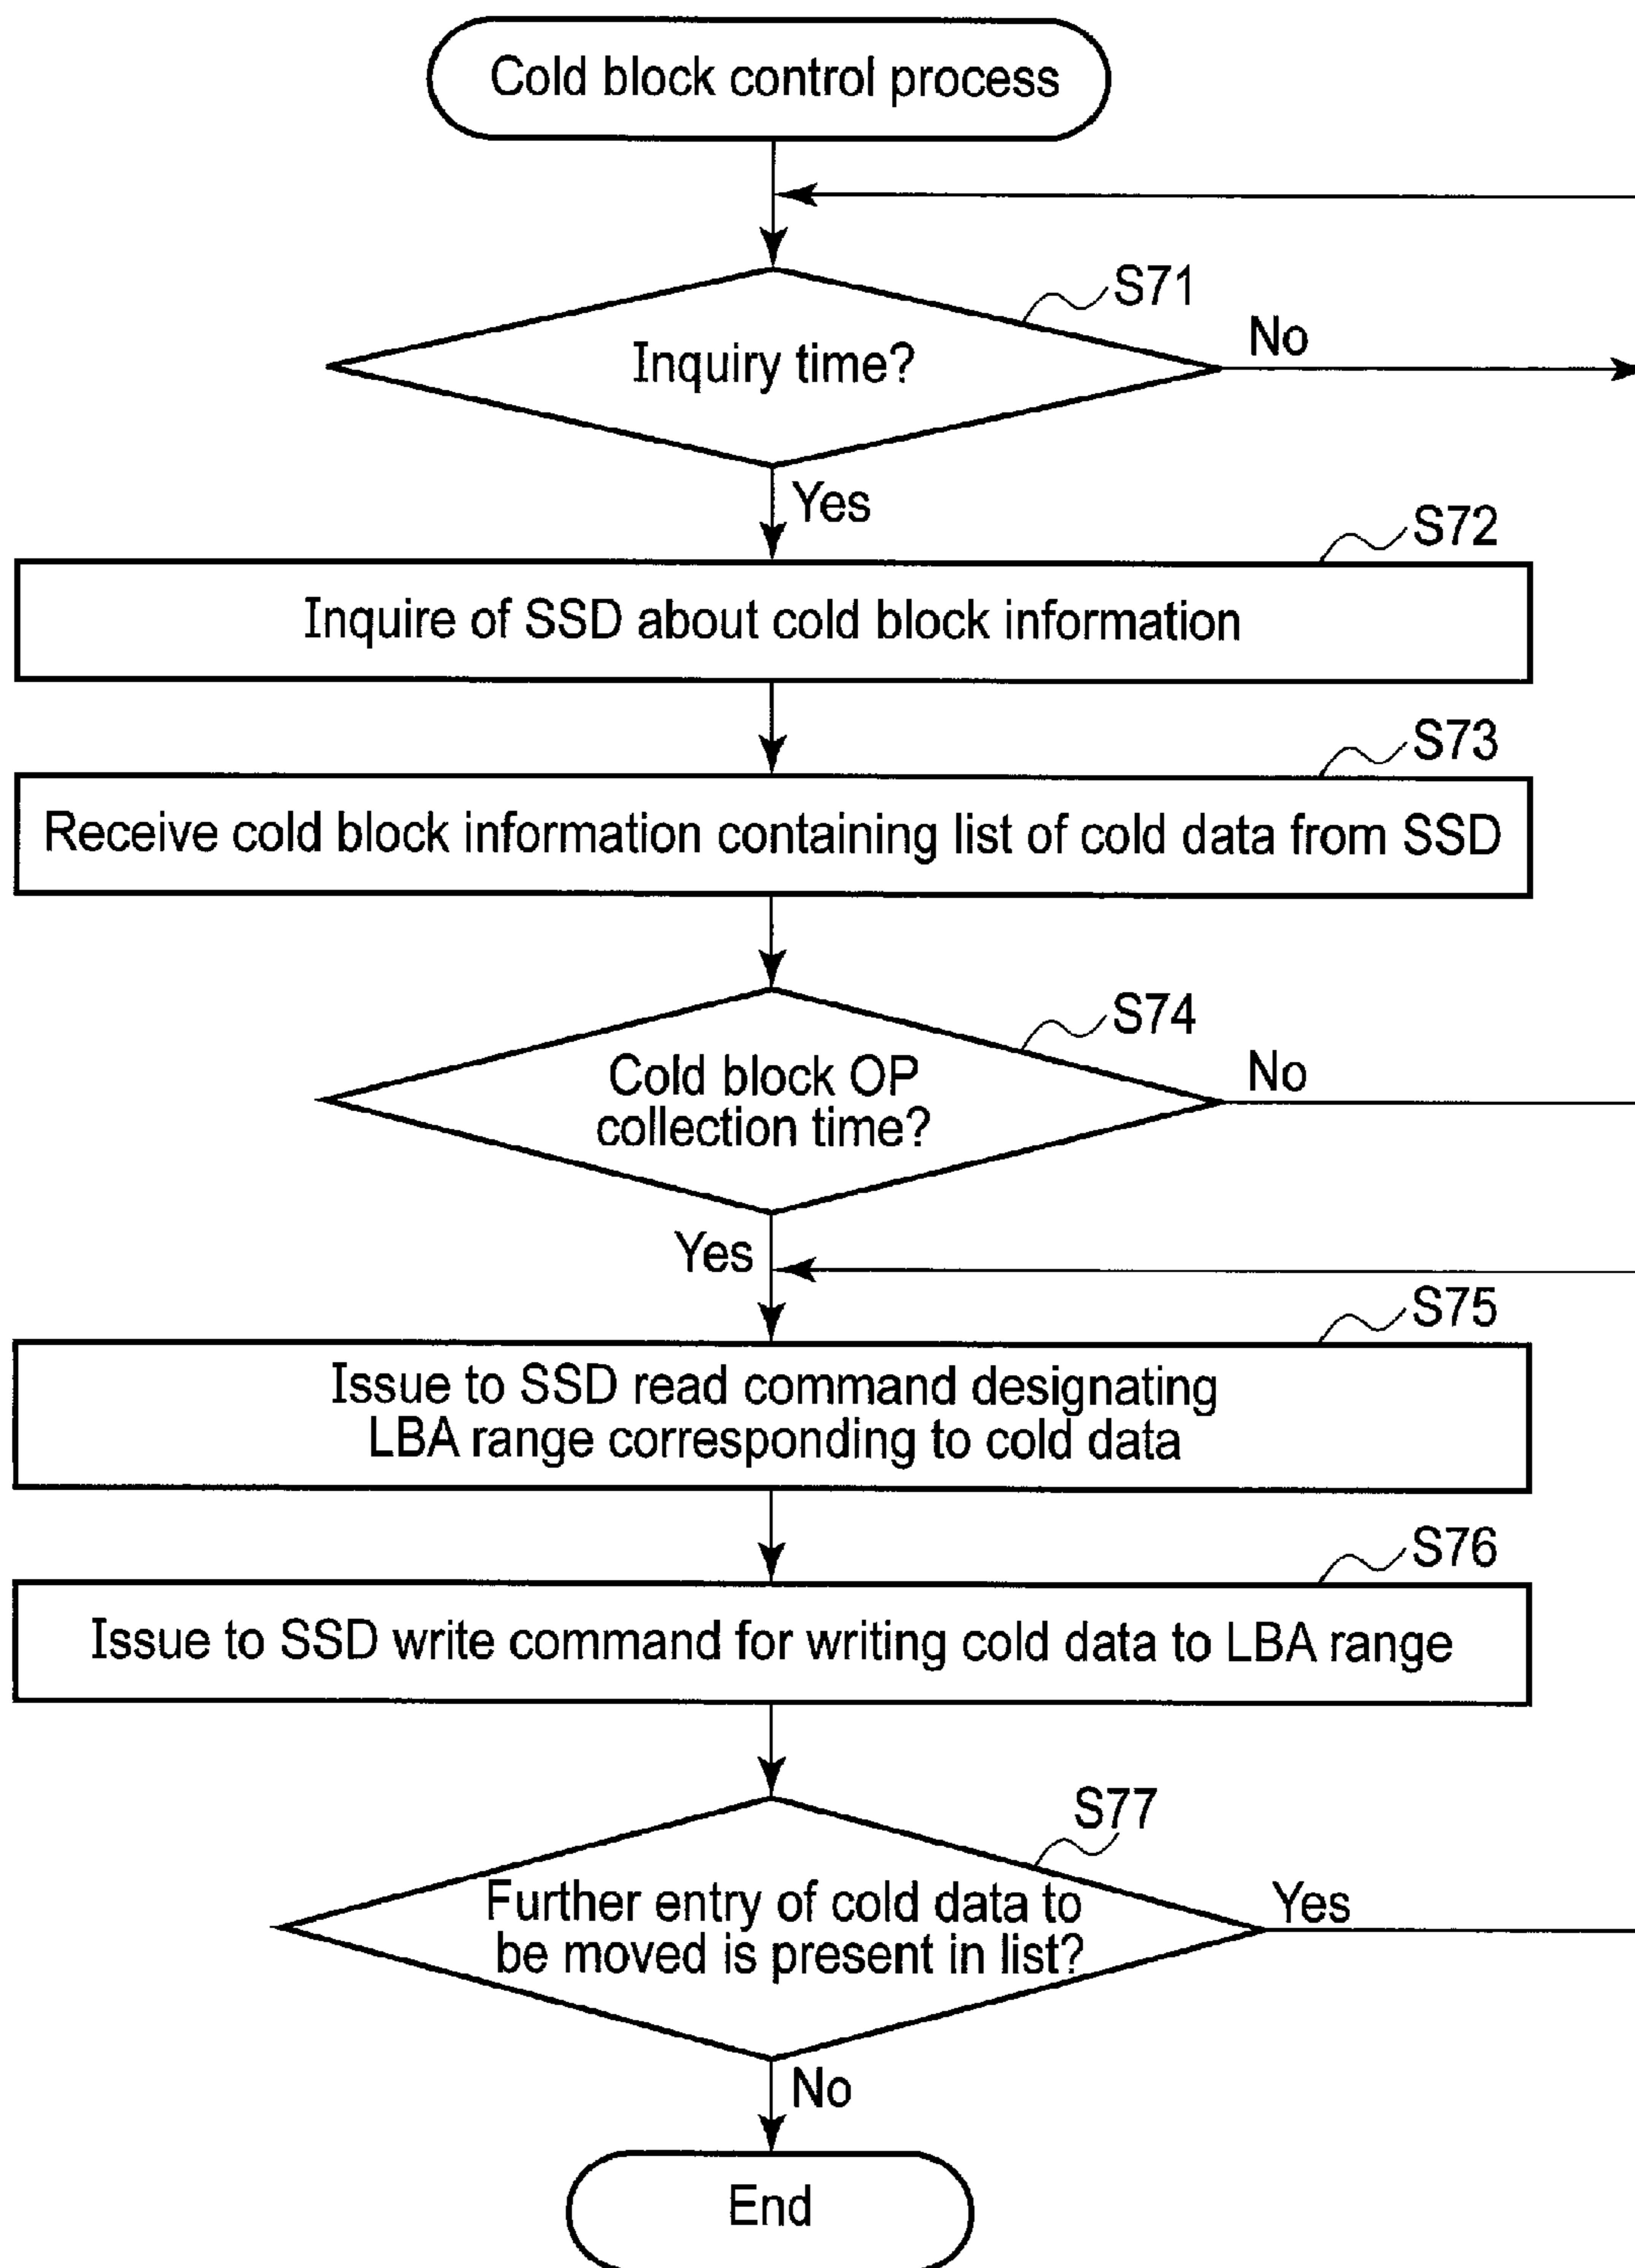 Cold block control process
S71
Inquiry time?
No
Yes
S72
Inquire of SSD about cold block information
S73
Receive cold block information containing list of cold data from SSD
S74
Cold block OP
collection time?
No
Yes
S75
Issue to SSD read command designating
LBA range corresponding to cold data
S76
Issue to SSD write command for writing cold data to LBA range
S77
Further entry of cold data to
be moved is present in list?
Yes
No
End